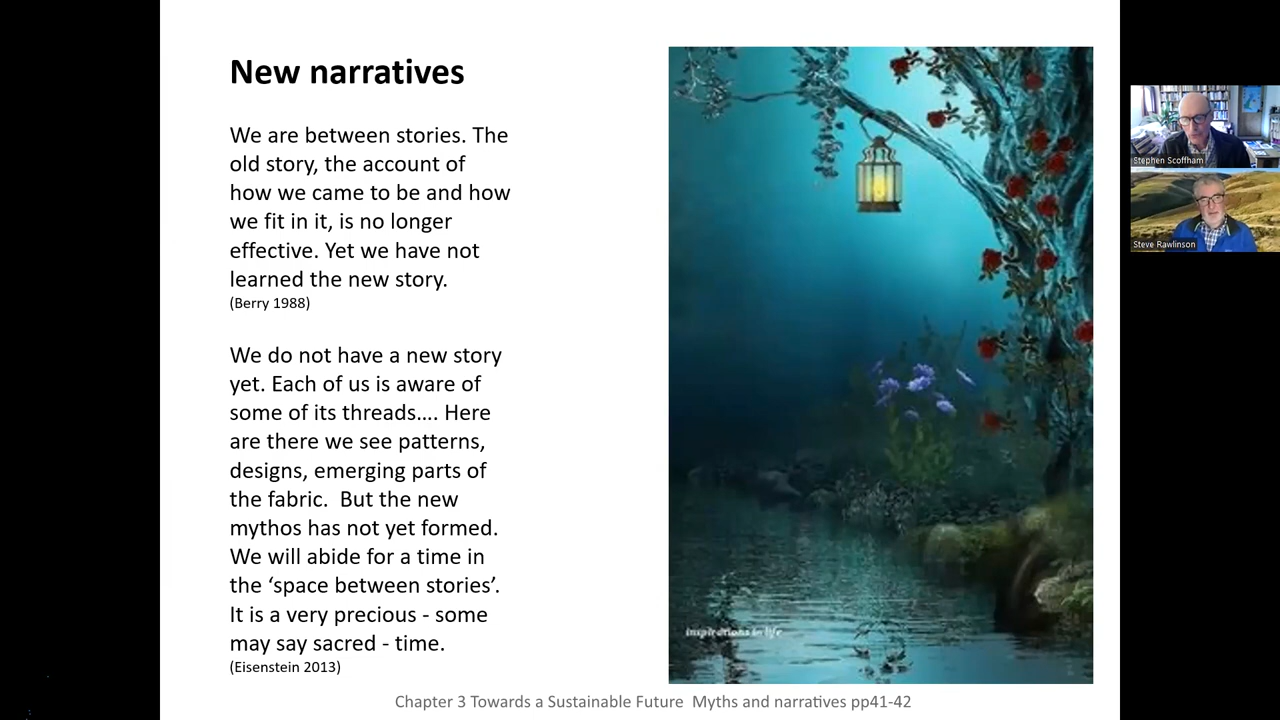 New narratives
We are between stories. The
old story, the account of
how we came to be and how
we fit in it, is no longer
effective. Yet we have not
learned the new story.
(Berry 1988)
We do not have a new story
yet. Each of us is aware of
some of its threads…. Here
are there we see patterns,
designs, emerging parts of
the fabric.  But the new
mythos has not yet formed.
We will abide for a time in
the ‘space between stories’.
It is a very precious - some
may say sacred - time.
(Eisenstein 2013)
inspirations in life
Chapter 3 Towards a Sustainable Future  Myths and narratives pp41-42
Stephen Scoffham
Steve Rawlinson